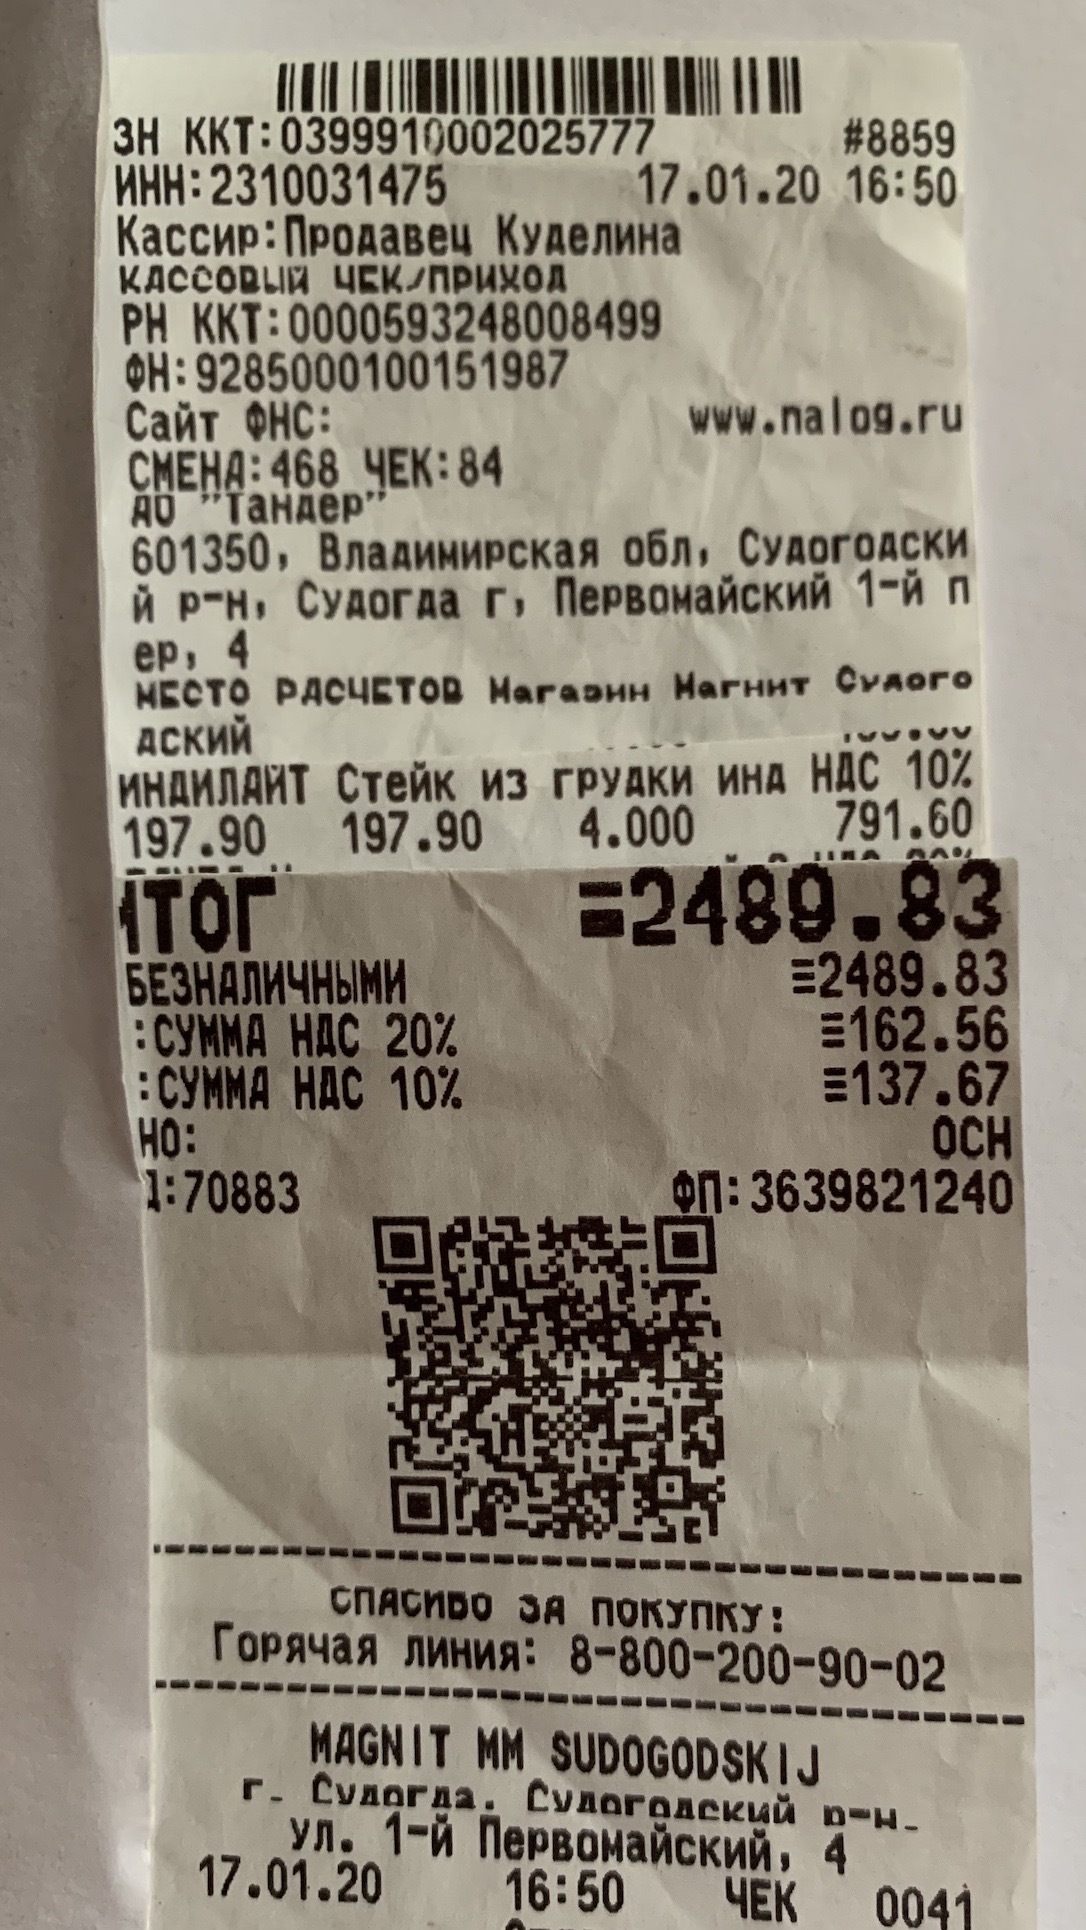 ЗН ККТ:0399910002025777 #8859
ИНН:2310031475 17.01.20 16:50
Кассир:Продавец Куделина
КАССОВЫЙ ЧЕК/ПРИХОД
РН ККТ:0000593248008499
ФН:9285000100151987
Сайт ФНС: www.nalog.ru
СМЕНА:468 ЧЕК:84
АО "Тандер"
601350, Владимирская обл, Судогодски
й р-н, Судогда г, Первомайский 1-й п
ер, 4
МЕСТО РАСЧЕТОВ Магазин Магнит Судого
дский
ИНДИЛАЙТ Стейк из грудки инд НДС 10%
197.90 197.90 4.000 791.60
ИТОГ =2489.83
БЕЗНАЛИЧНЫМИ ≡2489.83
:СУММА НДС 20% ≡162.56
:СУММА НДС 10% ≡137.67
НО: ОСН
Д:70883 ФП:3639821240
СПАСИБО ЗА ПОКУПКУ!
Горячая линия: 8-800-200-90-02
MAGNIT MM SUDOGODSKIJ
г. Судогда, Судогодский р-н,
ул. 1-й Первомайский, 4
17.01.20 16:50 ЧЕК 0041